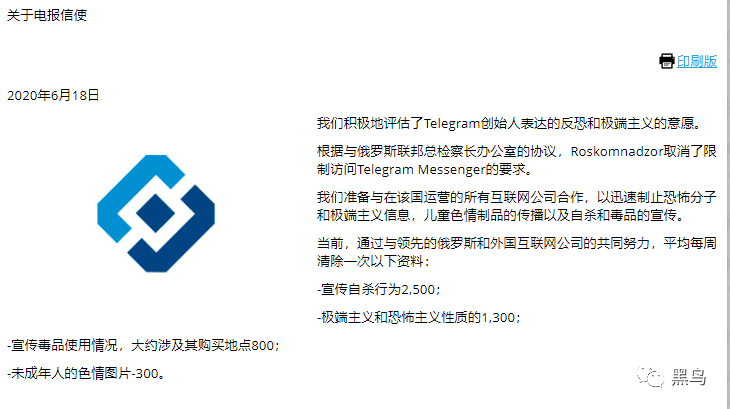 关于电报信使
印刷版
2020年6月18日
我们积极地评估了Telegram创始人表达的反恐和极端主义的意愿。
根据与俄罗斯联邦总检察长办公室的协议，Roskomnadzor取消了限
制访问Telegram Messenger的要求。
我们准备与在该国运营的所有互联网公司合作，以迅速制止恐怖分子
和极端主义信息，儿童色情制品的传播以及自杀和毒品的宣传。
当前，通过与领先的俄罗斯和外国互联网公司的共同努力，平均每周
清除一次以下资料：
-宣传自杀行为2,500；
-极端主义和恐怖主义性质的1,300；
-宣传毒品使用情况，大约涉及其购买地点800；
-未成年人的色情图片-300。
黑鸟